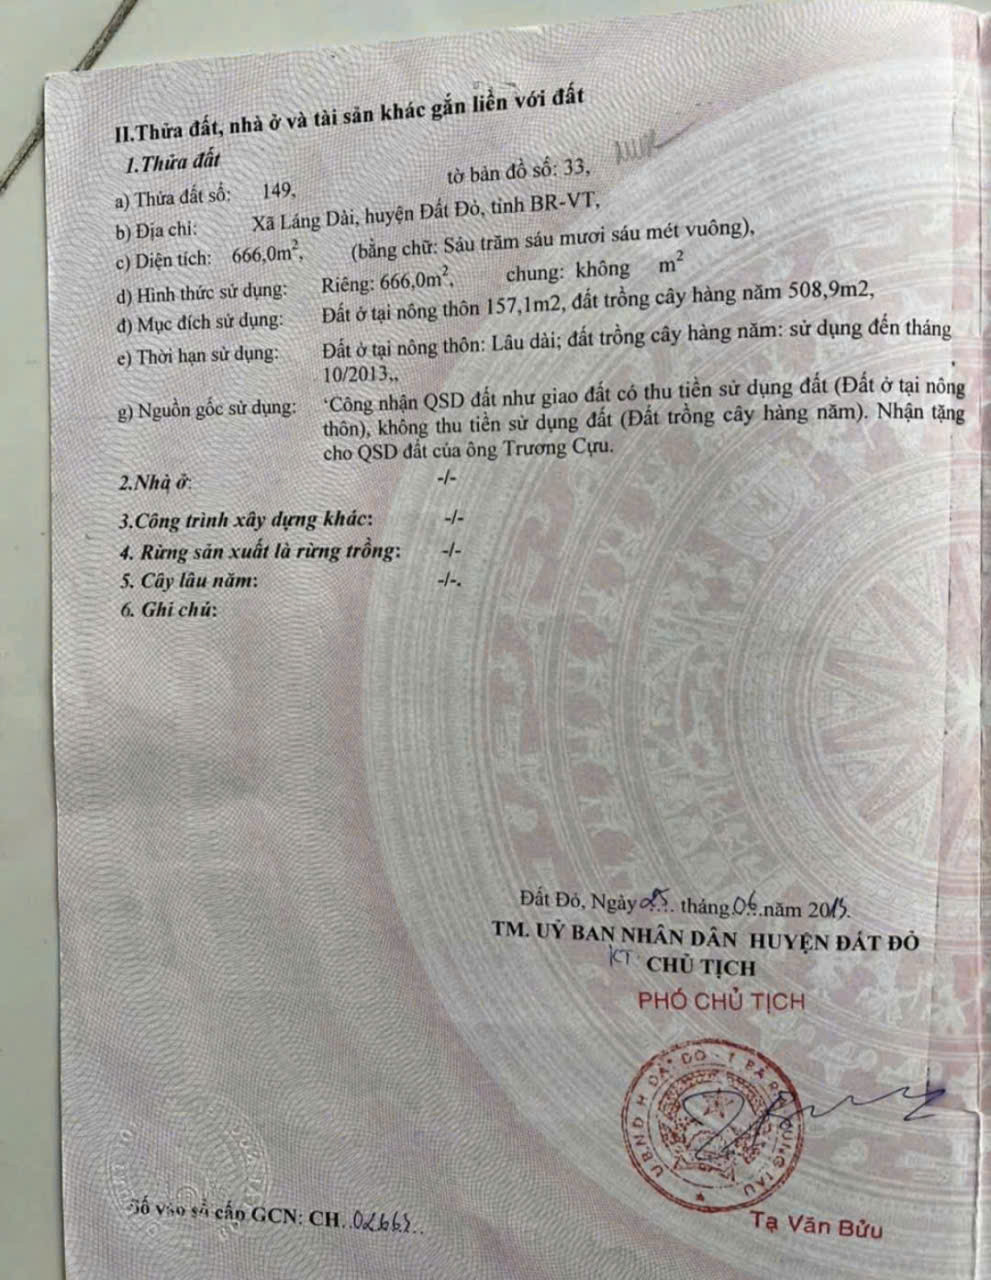 II.Thửa đất, nhà ở và tài sản khác gắn liền với đất
1.Thửa đất
a) Thửa đất số: 149, tờ bản đồ số: 33,
b) Địa chỉ: Xã Láng Dài, huyện Đất Đỏ, tỉnh BR-VT,
c) Diện tích: 666,0m², (bằng chữ: Sáu trăm sáu mươi sáu mét vuông),
d) Hình thức sử dụng: Riêng: 666,0m², chung: không m²
đ) Mục đích sử dụng: Đất ở tại nông thôn 157,1m2, đất trồng cây hàng năm 508,9m2,
e) Thời hạn sử dụng: Đất ở tại nông thôn: Lâu dài; đất trồng cây hàng năm: sử dụng đến tháng
10/2013,,
g) Nguồn gốc sử dụng: 'Công nhận QSD đất như giao đất có thu tiền sử dụng đất (Đất ở tại nông
thôn), không thu tiền sử dụng đất (Đất trồng cây hàng năm). Nhận tặng
cho QSD đất của ông Trương Cựu.
2.Nhà ở: -/-
3.Công trình xây dựng khác: -/-
4. Rừng sản xuất là rừng trồng: -/-
5. Cây lâu năm: -/-.
6. Ghi chú:
Đất Đỏ, Ngày 25 tháng 06 năm 2013.
TM. UỶ BAN NHÂN DÂN HUYỆN ĐẤT ĐỎ
KT. CHỦ TỊCH
PHÓ CHỦ TỊCH
Tạ Văn Bửu
Số vào sổ cấp GCN: CH